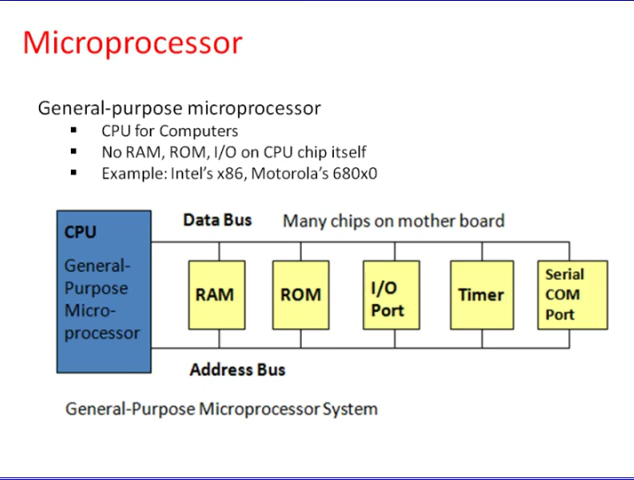 Microprocessor
General-purpose microprocessor
▪ CPU for Computers
▪ No RAM, ROM, I/O on CPU chip itself
▪ Example: Intel's x86, Motorola's 680x0
Data Bus Many chips on mother board
CPU
General-
Purpose
Micro-
processor
RAM
ROM
I/O
Port
Timer
Serial
COM
Port
Address Bus
General-Purpose Microprocessor System